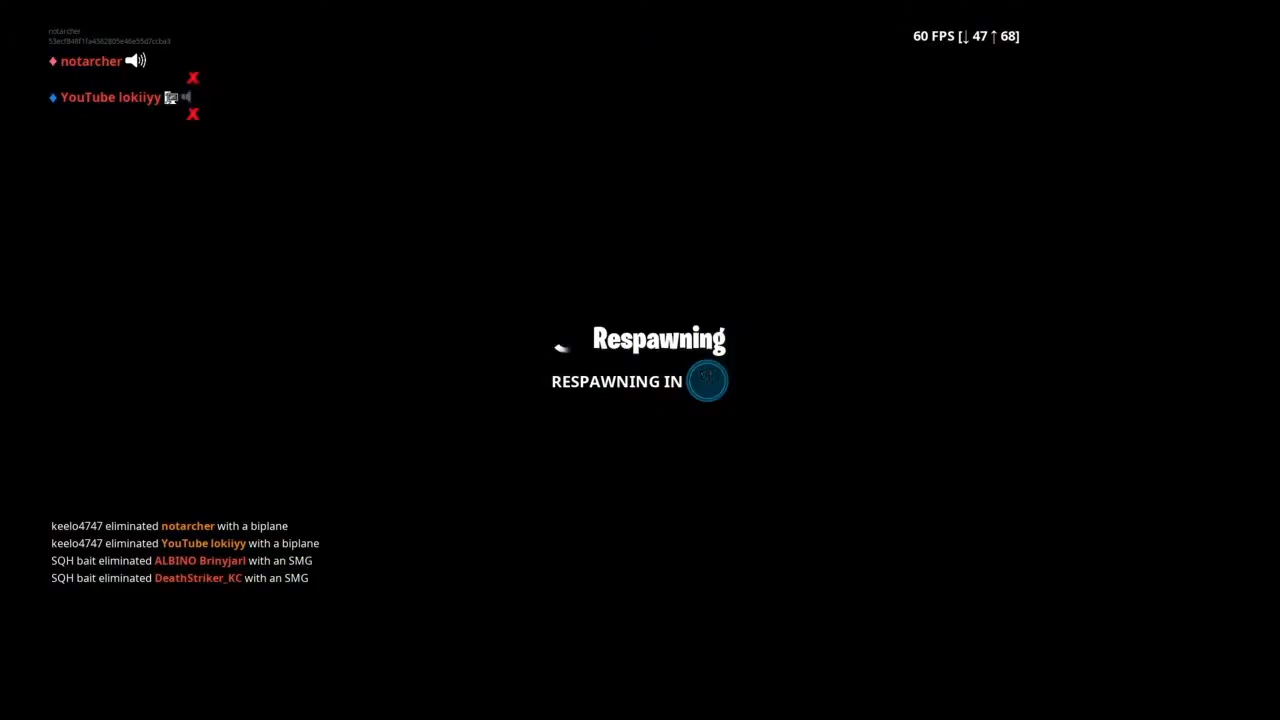 notarcher
60 FPS [↓ 47 ↑ 68]
notarcher
X
YouTube lokiiyy
X
Respawning
RESPAWNING IN
keelo4747 eliminated notarcher with a biplane
keelo4747 eliminated YouTube lokiiyy with a biplane
SQH bait eliminated ALBINO Brinyjarl with an SMG
SQH bait eliminated DeathStriker_KC with an SMG